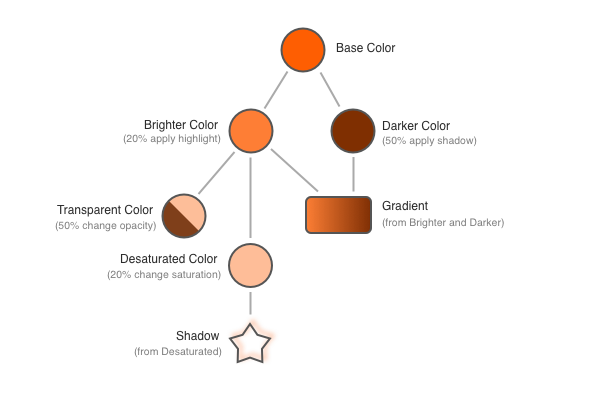 Base Color
Brighter Color
(20% apply highlight)
Darker Color
(50% apply shadow)
Transparent Color
(50% change opacity)
Gradient
(from Brighter and Darker)
Desaturated Color
(20% change saturation)
Shadow
(from Desaturated)